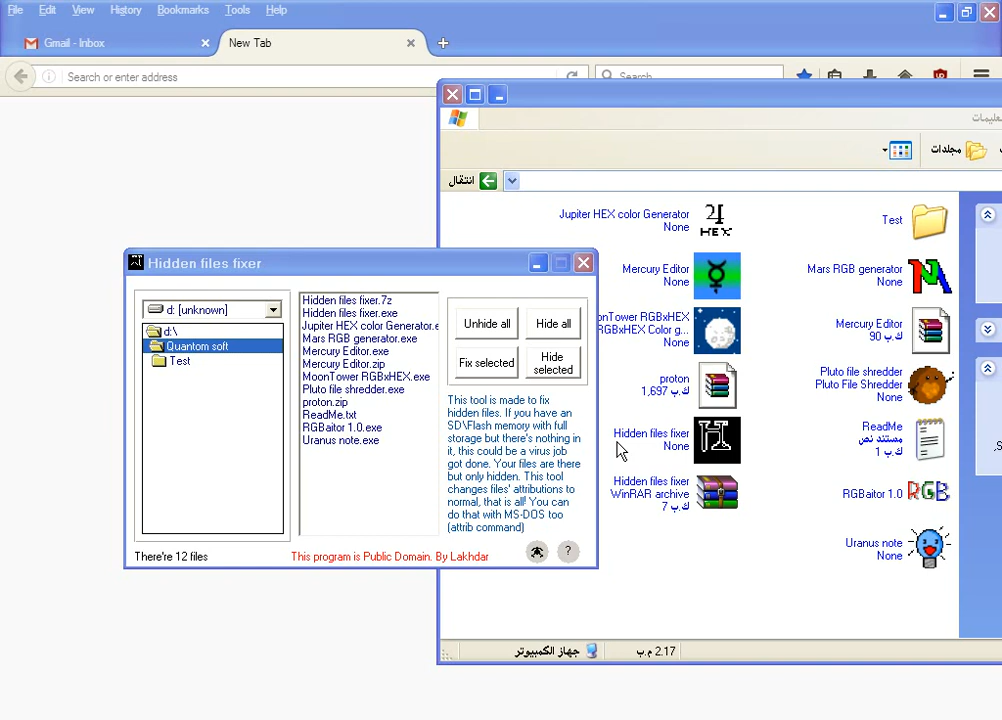 File Edit View History Bookmarks Tools Help
Gmail - Inbox
New Tab
Search or enter address
Search
مجلدات
انتقال
Jupiter HEX color Generator
None
HEX
Test
Mercury Editor
None
Mars RGB generator
None
RGBxHEX
RGBxHEX Color g...
None
Mercury Editor
90 ك.ب
proton
1,697 ك.ب
Pluto file shredder
Pluto File Shredder
None
Hidden files fixer
None
ReadMe
مستند نص
1 ك.ب
Hidden files fixer
WinRAR archive
7 ك.ب
RGBaitor 1.0
RGB
Uranus note
None
جهاز الكمبيوتر
2.17 م.ب
Hidden files fixer
d: [unknown]
d:\
Quantom soft
Test
Hidden files fixer.7z
Hidden files fixer.exe
Jupiter HEX color Generator.e
Mars RGB generator.exe
Mercury Editor.exe
Mercury Editor.zip
MoonTower RGBxHEX.exe
Pluto file shredder.exe
proton.zip
ReadMe.txt
RGBaitor 1.0.exe
Uranus note.exe
Unhide all
Hide all
Fix selected
Hide
selected
This tool is made to fix
hidden files. If you have an
SD\Flash memory with full
storage but there's nothing in
it, this could be a virus job
got done. Your files are there
but only hidden. This tool
changes files' attributions to
normal, that is all! You can
do that with MS-DOS too
(attrib command)
There're 12 files
This program is Public Domain. By Lakhdar
?